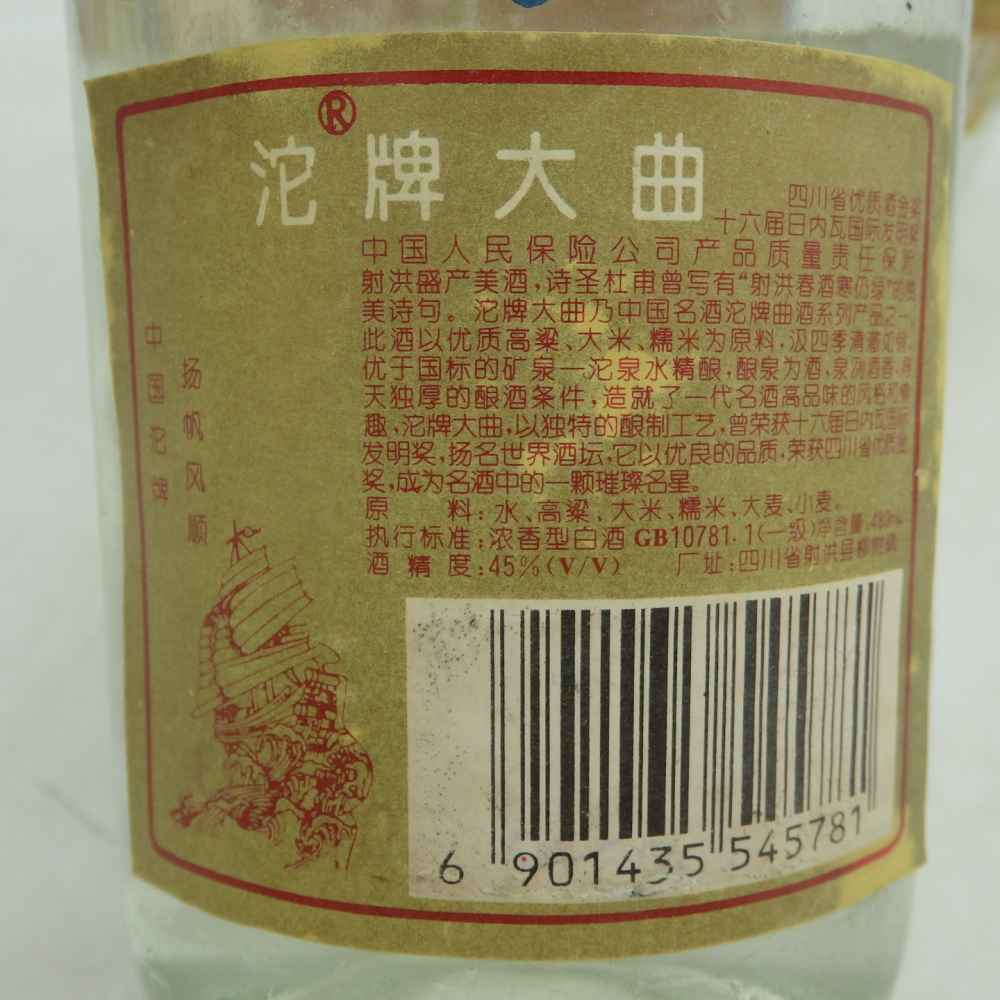 沱牌大曲
®
四川省优质酒金奖
十六届日内瓦国际发明奖
中国人民保险公司产品质量责任保险
射洪盛产美酒,诗圣杜甫曾写有“射洪春酒寒仍绿”的
美诗句。沱牌大曲乃中国名酒沱牌曲酒系列产品之一,
此酒以优质高粱、大米、糯米为原料,汲四季清
优于国标的矿泉—沱泉水精酿,酿泉为酒,泉冽酒香,得
天独厚的酿酒条件,造就了一代名酒高品味的风格和情
趣,沱牌大曲,以独特的酿制工艺,曾荣获十六届日内瓦国际
发明奖,扬名世界酒坛,它以优良的品质,荣获四川省优质金
奖,成为名酒中的一颗璀璨名星。
原 料:水、高粱、大米、糯米、大麦、小麦。
执行标准:浓香型白酒 GB10781.1(一级)净含量:480mL
酒精度:45%(V/V) 厂址:四川省射洪县柳树镇
中国沱牌
扬帆风顺
6 901435 545781